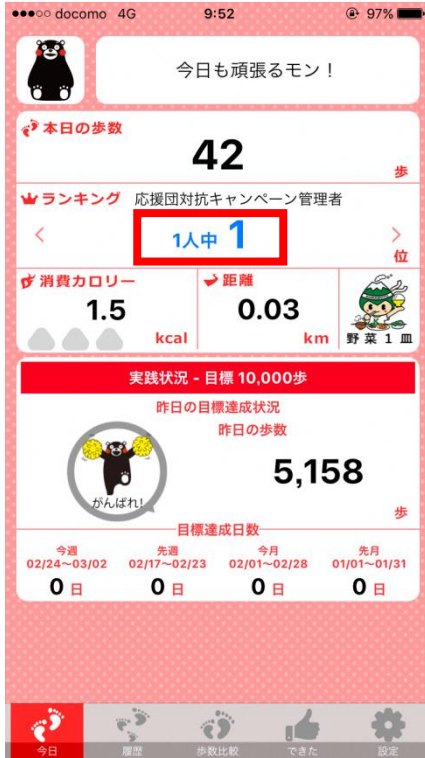 docomo 4G 9:52 97%
今日も頑張るモン！
本日の歩数
42
歩
ランキング 応援団対抗キャンペーン管理者
< 1人中 1 >
位
消費カロリー
1.5
kcal
距離
0.03
km
野菜1皿
実践状況 - 目標 10,000歩
昨日の目標達成状況
昨日の歩数
がんばれ!
5,158
歩
目標達成日数
今週 先週 今月 先月
02/24〜03/02 02/17〜02/23 02/01〜02/28 01/01〜01/31
0日 0日 0日 0日
今日 履歴 歩数比較 できた 設定